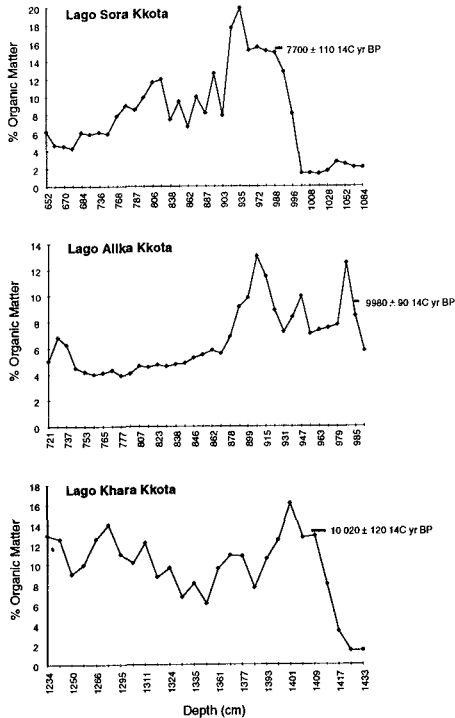 Lago Sora Kkota
% Organic Matter
20
18
16
14
12
10
8
6
4
2
0
7700 ± 110 14C yr BP
652 670 684 736 768 787 806 838 862 887 903 935 972 988 996 1008 1028 1052 1084
Lago Allka Kkota
% Organic Matter
14
12
10
8
6
4
2
0
9980 ± 90 14C yr BP
721 737 753 765 777 807 823 838 846 862 878 899 915 931 947 963 979 985
Lago Khara Kkota
% Organic Matter
18
16
14
12
10
8
6
4
2
0
10 020 ± 120 14C yr BP
1234 1250 1266 1295 1311 1324 1335 1361 1377 1393 1401 1409 1417 1433
Depth (cm)